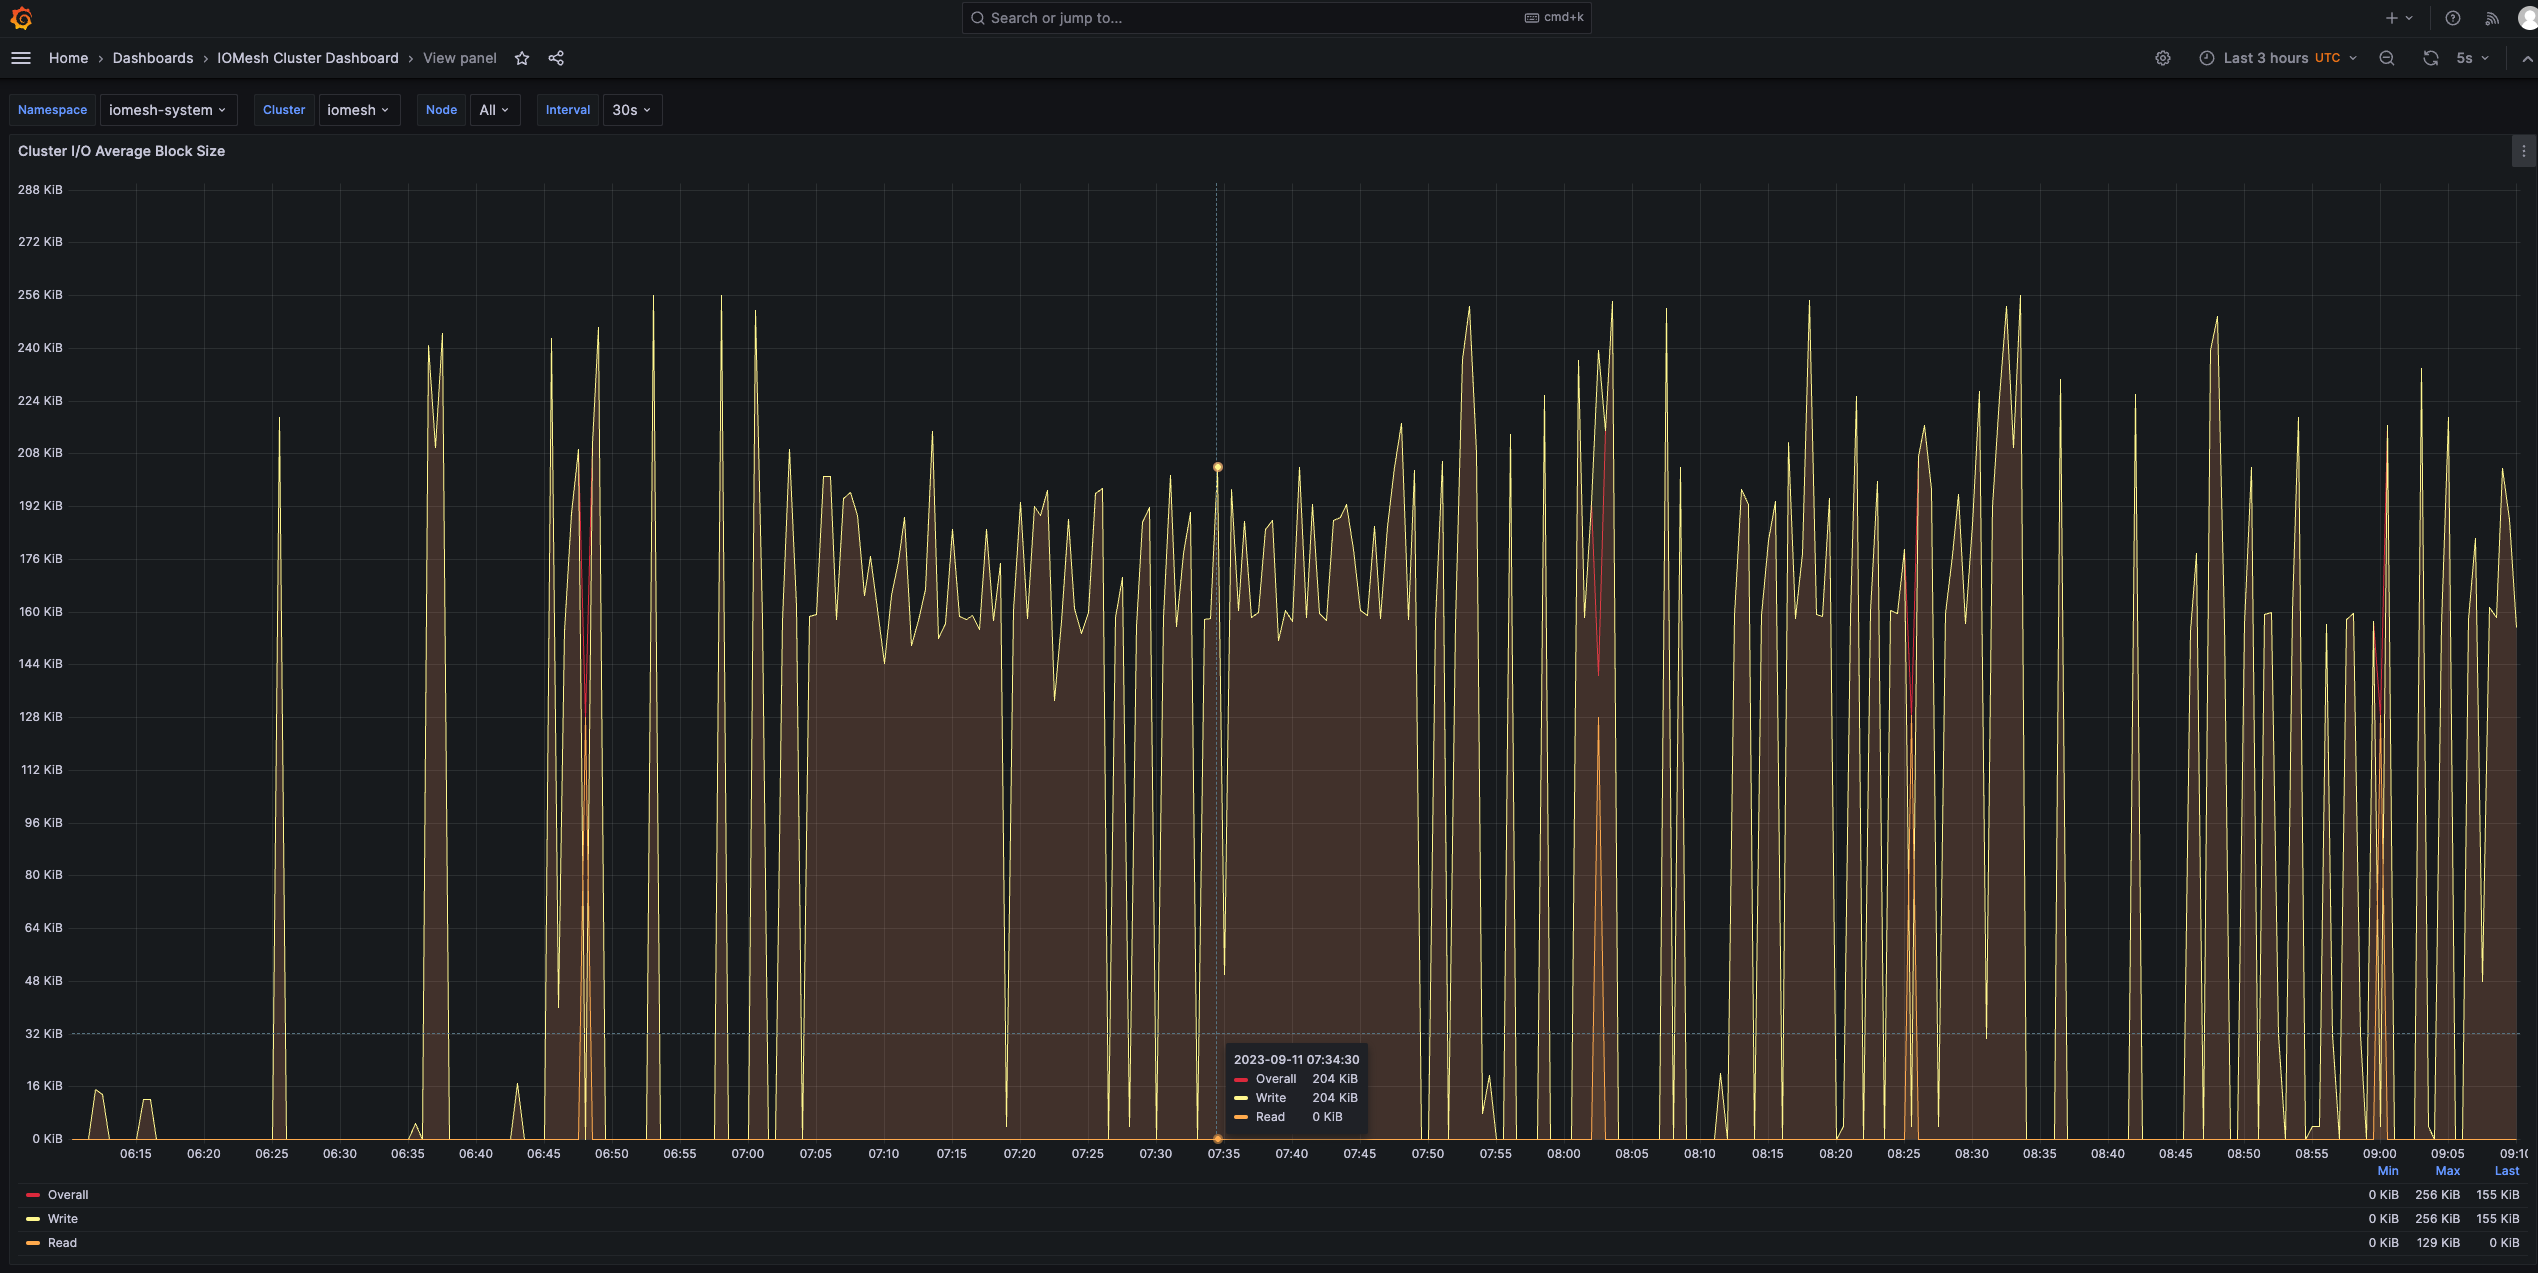 Search or jump to... cmd+k
Home › Dashboards › IOMesh Cluster Dashboard › View panel Last 3 hours UTC 5s
Namespace iomesh-system Cluster iomesh Node All Interval 30s
Cluster I/O Average Block Size
288 KiB
272 KiB
256 KiB
240 KiB
224 KiB
208 KiB
192 KiB
176 KiB
160 KiB
144 KiB
128 KiB
112 KiB
96 KiB
80 KiB
64 KiB
48 KiB
32 KiB
16 KiB
0 KiB
2023-09-11 07:34:30
Overall 204 KiB
Write 204 KiB
Read 0 KiB
06:15 06:20 06:25 06:30 06:35 06:40 06:45 06:50 06:55 07:00 07:05 07:10 07:15 07:20 07:25 07:30 07:35 07:40 07:45 07:50 07:55 08:00 08:05 08:10 08:15 08:20 08:25 08:30 08:35 08:40 08:45 08:50 08:55 09:00 09:05 09:10
Min Max Last
Overall 0 KiB 256 KiB 155 KiB
Write 0 KiB 256 KiB 155 KiB
Read 0 KiB 129 KiB 0 KiB